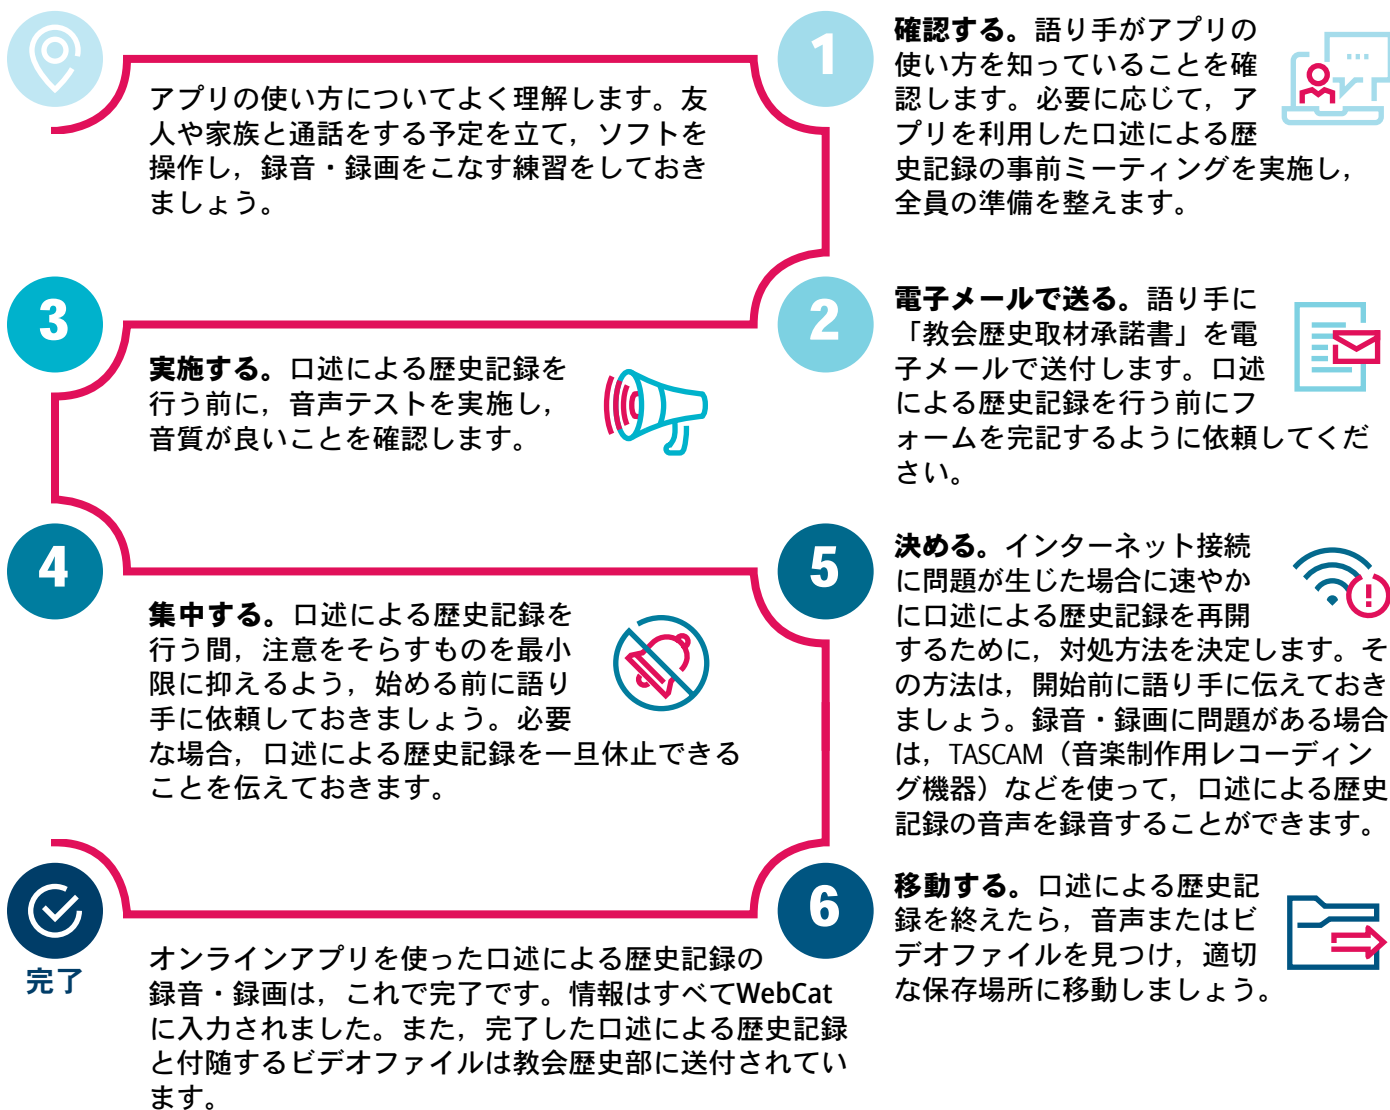 アプリの使い方についてよく理解します。友
人や家族と通話をする予定を立て，ソフトを
操作し，録音・録画をこなす練習をしておき
ましょう。
1
確認する。語り手がアプリの
使い方を知っていることを確
認します。必要に応じて，ア
プリを利用した口述による歴
史記録の事前ミーティングを実施し，
全員の準備を整えます。
2
電子メールで送る。語り手に
「教会歴史取材承諾書」を電
子メールで送付します。口述
による歴史記録を行う前にフ
ォームを完記するように依頼してくだ
さい。
3
実施する。口述による歴史記録を
行う前に，音声テストを実施し，
音質が良いことを確認します。
4
集中する。口述による歴史記録を
行う間，注意をそらすものを最小
限に抑えるよう，始める前に語り
手に依頼しておきましょう。必要
な場合，口述による歴史記録を一旦休止できる
ことを伝えておきます。
5
決める。インターネット接続
に問題が生じた場合に速やか
に口述による歴史記録を再開
するために，対処方法を決定します。そ
の方法は，開始前に語り手に伝えておき
ましょう。録音・録画に問題がある場合
は，TASCAM（音楽制作用レコーディン
グ機器）などを使って，口述による歴史
記録の音声を録音することができます。
6
移動する。口述による歴史記
録を終えたら，音声またはビ
デオファイルを見つけ，適切
な保存場所に移動しましょう。
完了
オンラインアプリを使った口述による歴史記録の
録音・録画は，これで完了です。情報はすべてWebCat
に入力されました。また，完了した口述による歴史記録
と付随するビデオファイルは教会歴史部に送付されてい
ます。